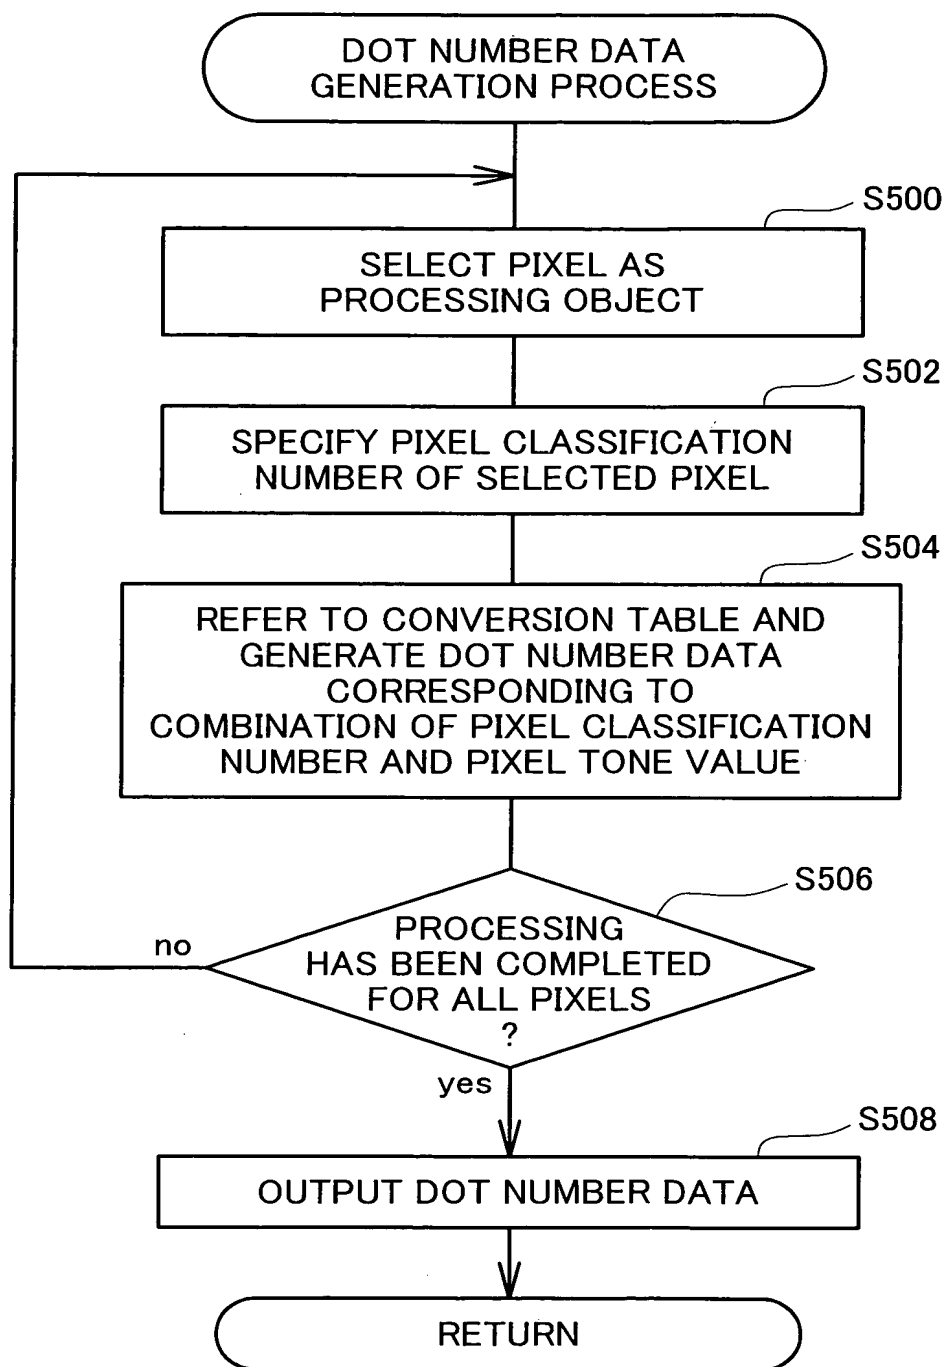 DOT NUMBER DATA
GENERATION PROCESS
S500
SELECT PIXEL AS
PROCESSING OBJECT
S502
SPECIFY PIXEL CLASSIFICATION
NUMBER OF SELECTED PIXEL
S504
REFER TO CONVERSION TABLE AND
GENERATE DOT NUMBER DATA
CORRESPONDING TO
COMBINATION OF PIXEL CLASSIFICATION
NUMBER AND PIXEL TONE VALUE
S506
PROCESSING
HAS BEEN COMPLETED
FOR ALL PIXELS
?
no
yes
S508
OUTPUT DOT NUMBER DATA
RETURN